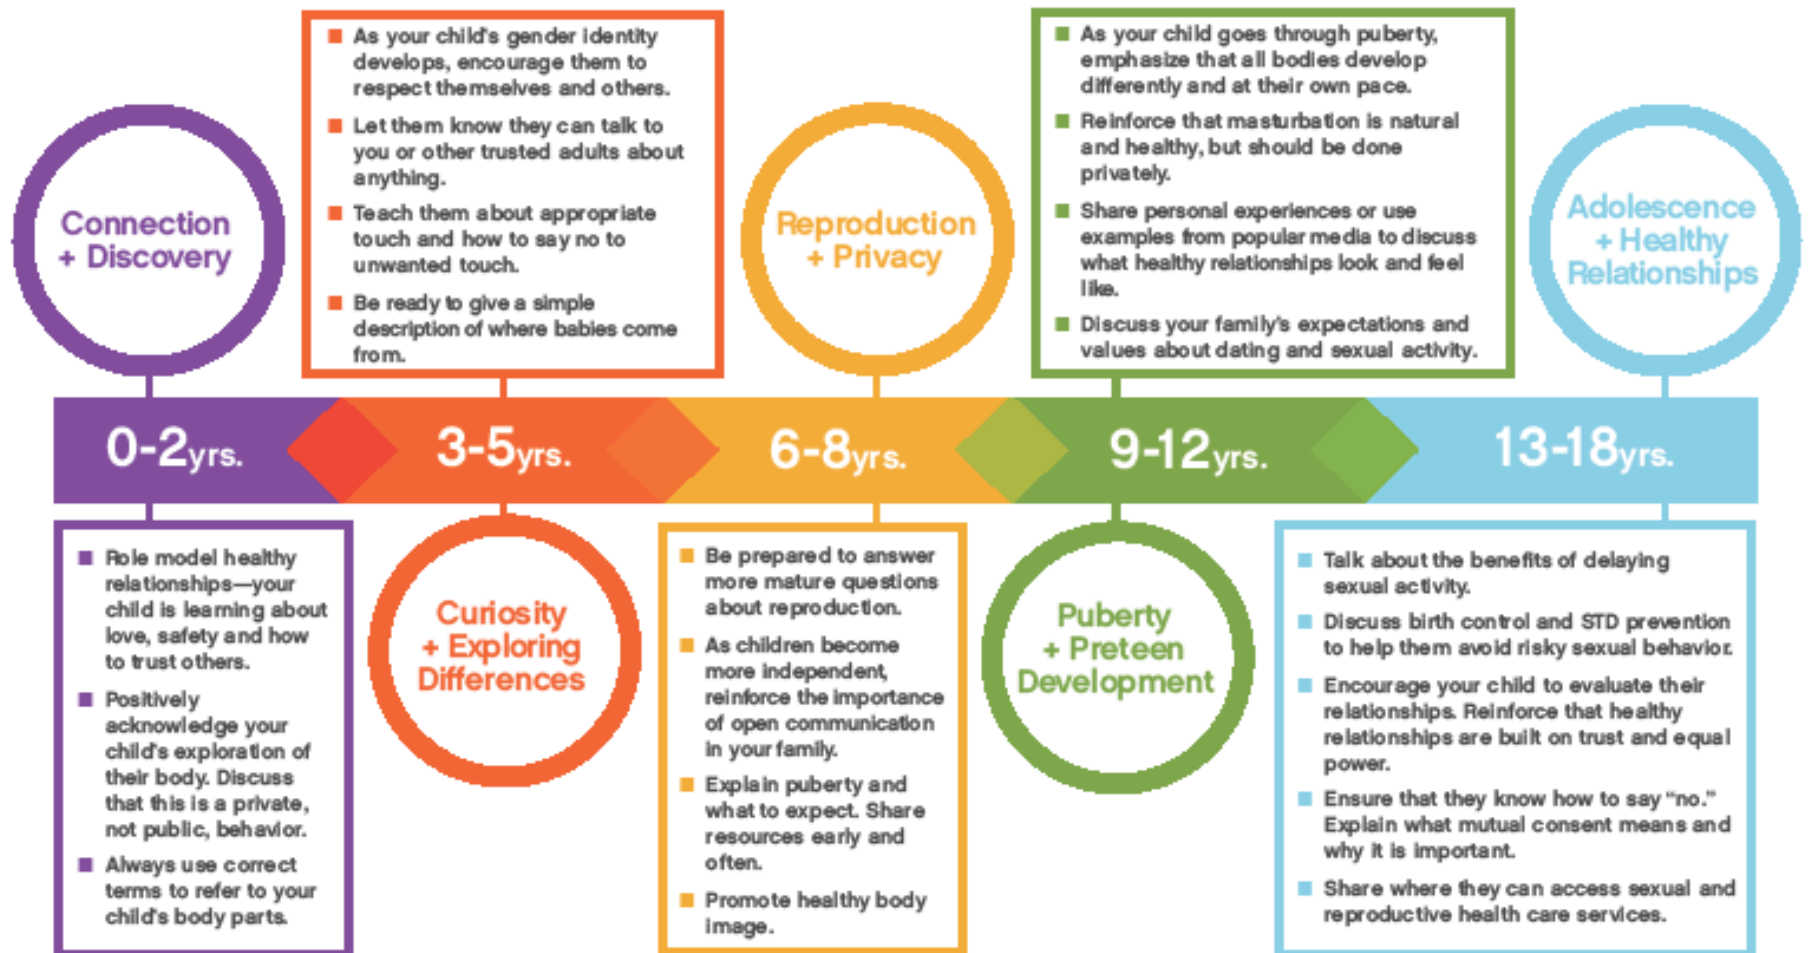 Connection
+ Discovery
0-2yrs.
■ Role model healthy
relationships—your
child is learning about
love, safety and how
to trust others.
■ Positively
acknowledge your
child's exploration of
their body. Discuss
that this is a private,
not public, behavior.
■ Always use correct
terms to refer to your
child's body parts.
■ As your child's gender identity
develops, encourage them to
respect themselves and others.
■ Let them know they can talk to
you or other trusted adults about
anything.
■ Teach them about appropriate
touch and how to say no to
unwanted touch.
■ Be ready to give a simple
description of where babies come
from.
3-5yrs.
Curiosity
+ Exploring
Differences
Reproduction
+ Privacy
6-8yrs.
■ Be prepared to answer
more mature questions
about reproduction.
■ As children become
more independent,
reinforce the importance
of open communication
in your family.
■ Explain puberty and
what to expect. Share
resources early and
often.
■ Promote healthy body
image.
■ As your child goes through puberty,
emphasize that all bodies develop
differently and at their own pace.
■ Reinforce that masturbation is natural
and healthy, but should be done
privately.
■ Share personal experiences or use
examples from popular media to discuss
what healthy relationships look and feel
like.
■ Discuss your family's expectations and
values about dating and sexual activity.
9-12yrs.
Puberty
+ Preteen
Development
Adolescence
+ Healthy
Relationships
13-18yrs.
■ Talk about the benefits of delaying
sexual activity.
■ Discuss birth control and STD prevention
to help them avoid risky sexual behavior.
■ Encourage your child to evaluate their
relationships. Reinforce that healthy
relationships are built on trust and equal
power.
■ Ensure that they know how to say “no.”
Explain what mutual consent means and
why it is important.
■ Share where they can access sexual and
reproductive health care services.